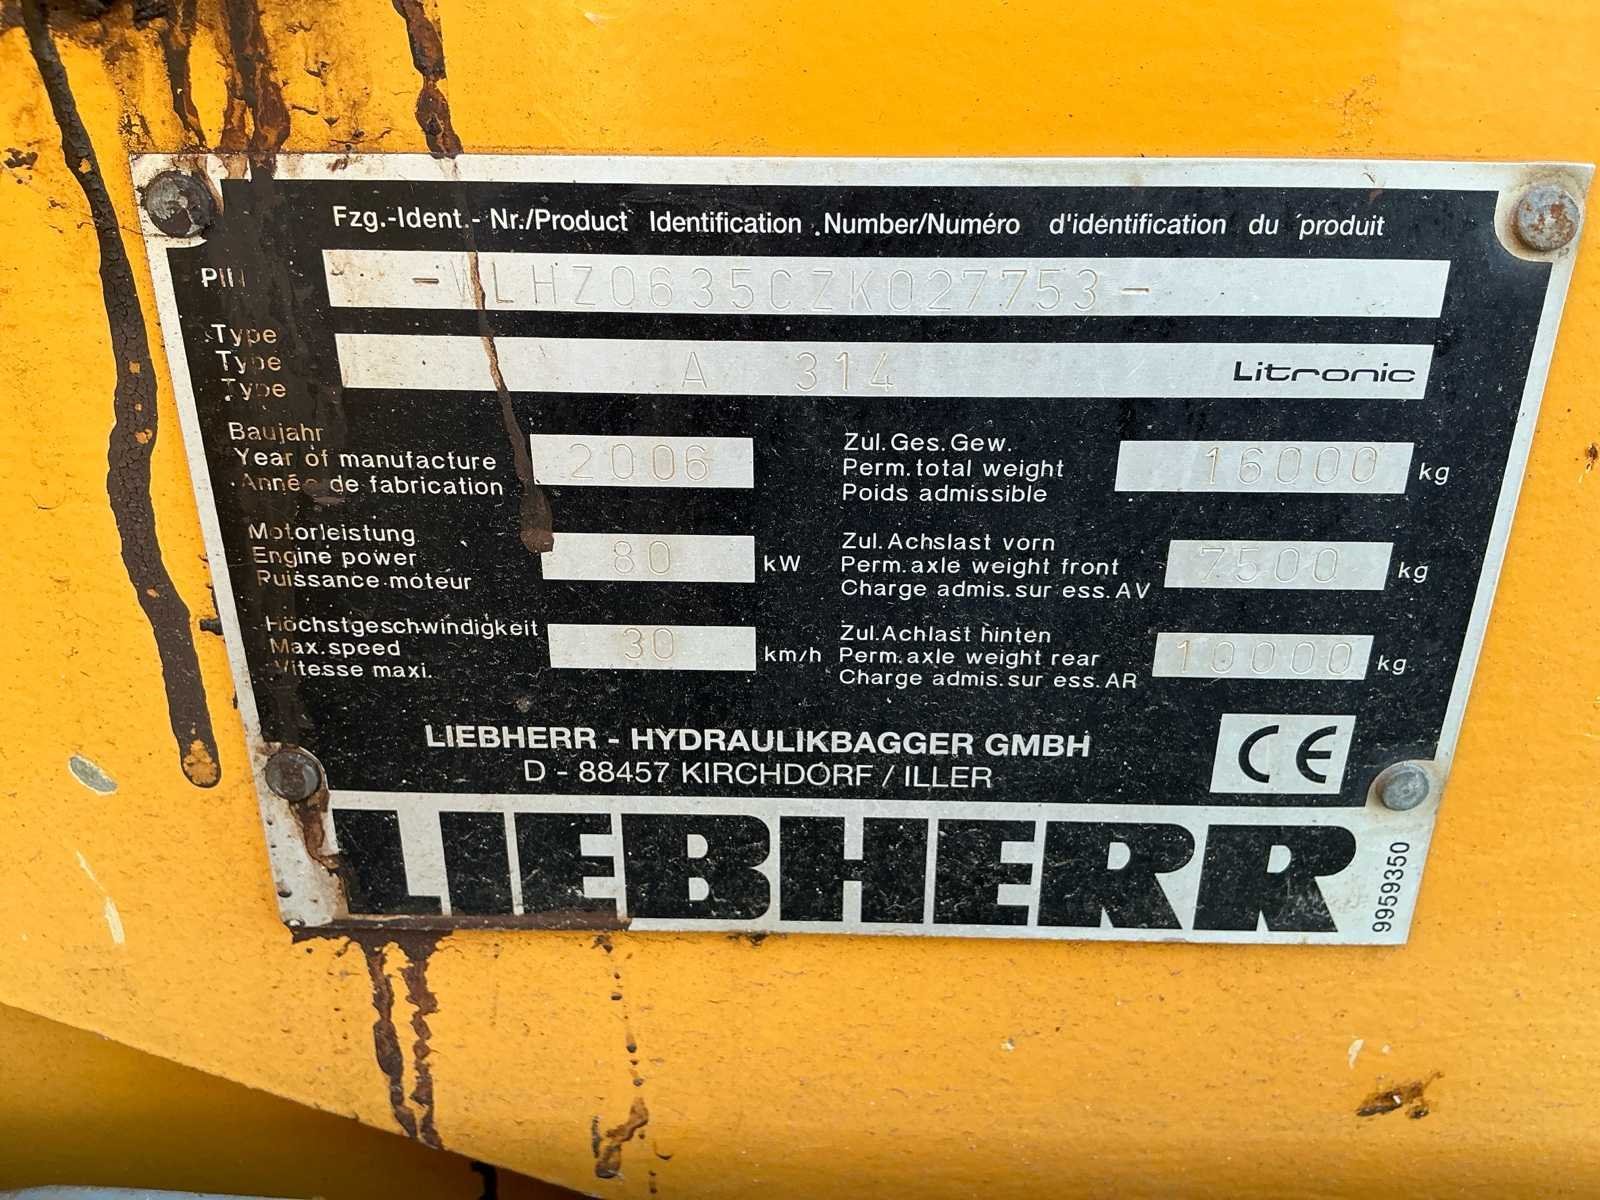 Fzg.-Ident.- Nr./Product Identification Number/Numéro d'identification du produit
PIN -WLHZ0635CZK027753-
Type
Type
Type
A 314 Litronic
Baujahr
Year of manufacture
Année de fabrication
2006
Zul.Ges.Gew.
Perm.total weight
Poids admissible
16000 kg
Motorleistung
Engine power
Puissance moteur
80 kW
Zul.Achslast vorn
Perm.axle weight front
Charge admis.sur ess.AV
7500 kg
Höchstgeschwindigkeit
Max.speed
Vitesse maxi.
30 km/h
Zul.Achlast hinten
Perm.axle weight rear
Charge admis.sur ess.AR
10000 kg
LIEBHERR - HYDRAULIKBAGGER GMBH
D - 88457 KIRCHDORF / ILLER
CE
LIEBHERR
9959350